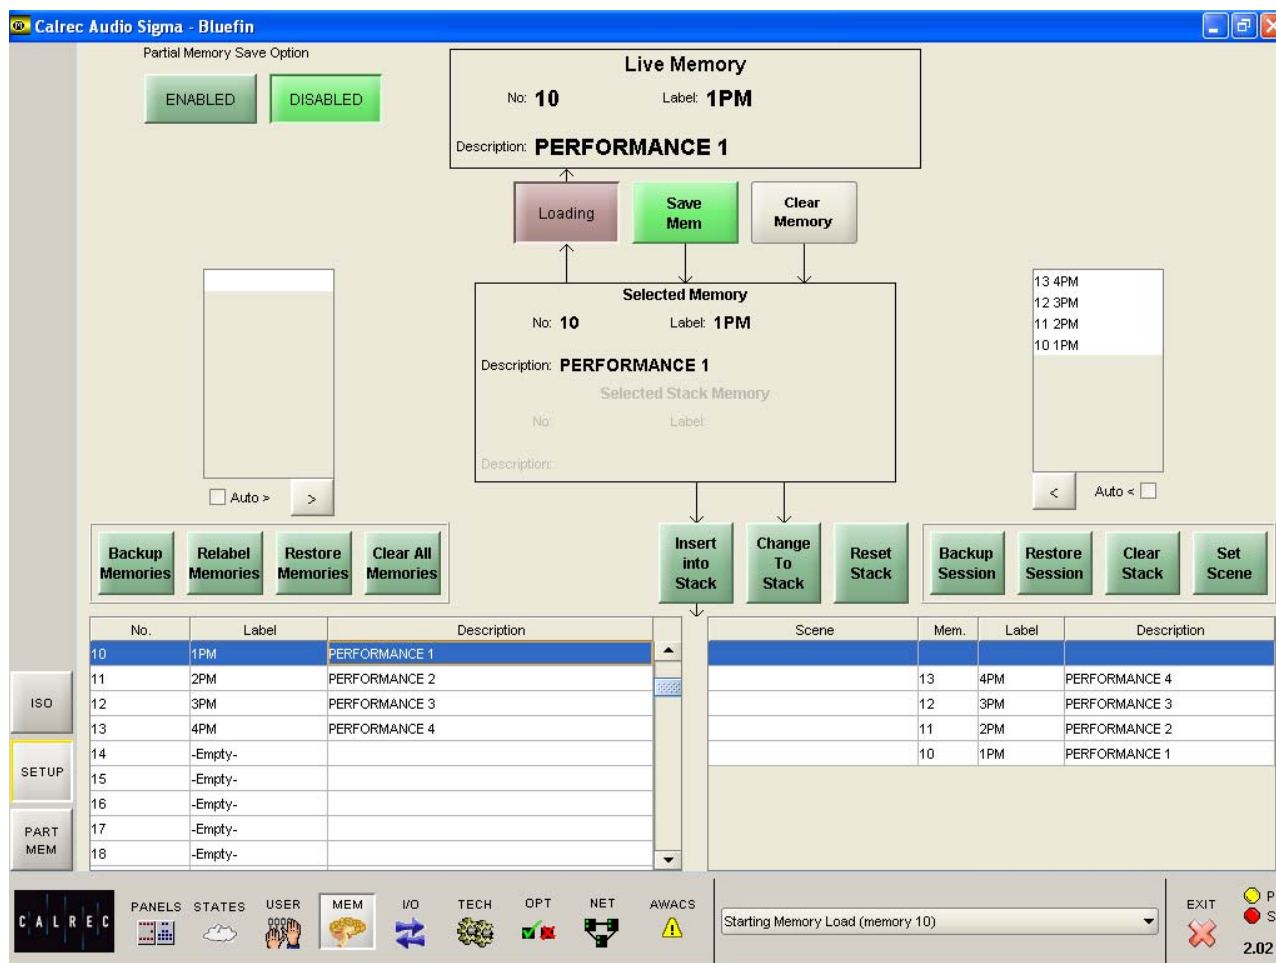 Calrec Audio Sigma - Bluefin
Partial Memory Save Option
ENABLED
DISABLED
Live Memory
No: 10 Label: 1PM
Description: PERFORMANCE 1
Loading
Save
Mem
Clear
Memory
Selected Memory
No: 10 Label: 1PM
Description: PERFORMANCE 1
Selected Stack Memory
No: Label:
Description:
13 4PM
12 3PM
11 2PM
10 1PM
Auto > >
< Auto <
Backup
Memories
Relabel
Memories
Restore
Memories
Clear All
Memories
Insert
into
Stack
Change
To
Stack
Reset
Stack
Backup
Session
Restore
Session
Clear
Stack
Set
Scene
No. Label Description
10 1PM PERFORMANCE 1
11 2PM PERFORMANCE 2
12 3PM PERFORMANCE 3
13 4PM PERFORMANCE 4
14 -Empty-
15 -Empty-
16 -Empty-
17 -Empty-
18 -Empty-
Scene Mem. Label Description
13 4PM PERFORMANCE 4
12 3PM PERFORMANCE 3
11 2PM PERFORMANCE 2
10 1PM PERFORMANCE 1
ISO
SETUP
PART
MEM
CALREC
PANELS STATES USER MEM I/O TECH OPT NET AWACS
Starting Memory Load (memory 10)
EXIT
P
S
2.02